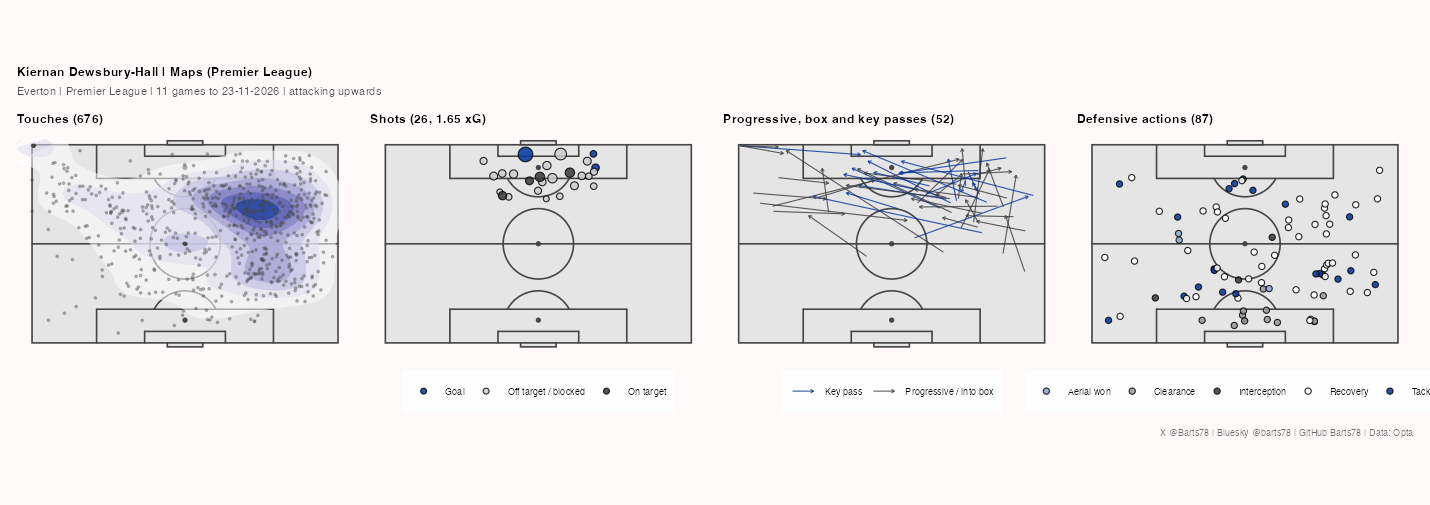 Kiernan Dewsbury-Hall | Maps (Premier League)
Everton | Premier League | 11 games to 23-11-2026 | attacking upwards
Touches (676)
Shots (26, 1.65 xG)
Progressive, box and key passes (52)
Defensive actions (87)
Goal
Off target / blocked
On target
Key pass
Progressive / into box
Aerial won
Clearance
Interception
Recovery
Tack
X @Barts78 | Bluesky @barts78 | GitHub Barts78 | Data: Opta